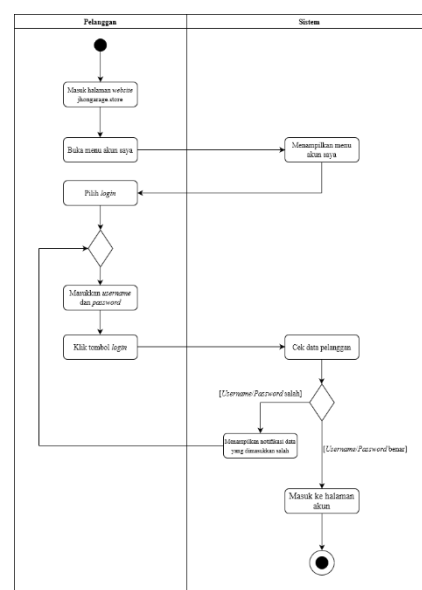 Pelanggan
Sistem
Masuk halaman website
jhongarage.store
Buka menu akun saya
Menampilkan menu
akun saya
Pilih login
Masukkan username
dan password
Klik tombol login
Cek data pelanggan
[Username/Password salah]
Menampilkan notifikasi data
yang dimasukkan salah
[Username/Password benar]
Masuk ke halaman
akun